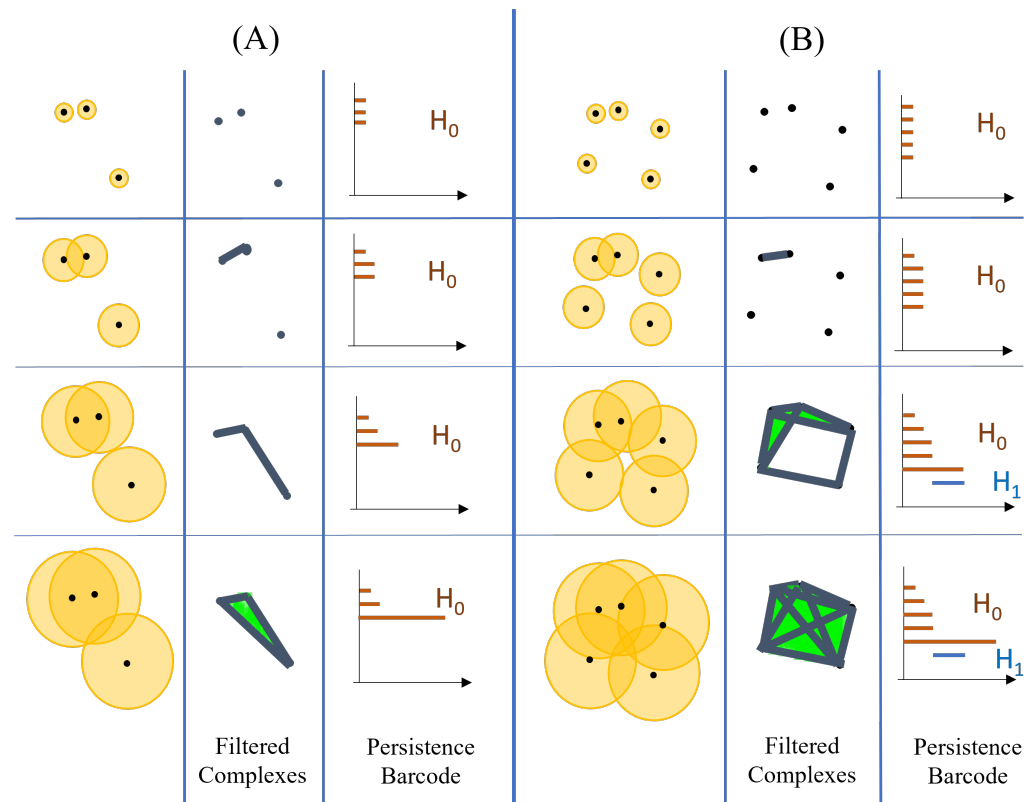 (A)
(B)
H₀
H₀
H₀
H₀
H₀
H₁
H₀
H₀
H₀
H₁
Filtered
Complexes
Persistence
Barcode
Filtered
Complexes
Persistence
Barcode